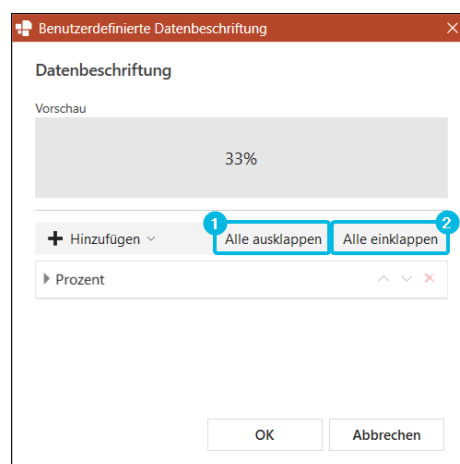 Benutzerdefinierte Datenbeschriftung
Datenbeschriftung
Vorschau
33%
1 2
Hinzufügen Alle ausklappen Alle einklappen
Prozent
OK Abbrechen